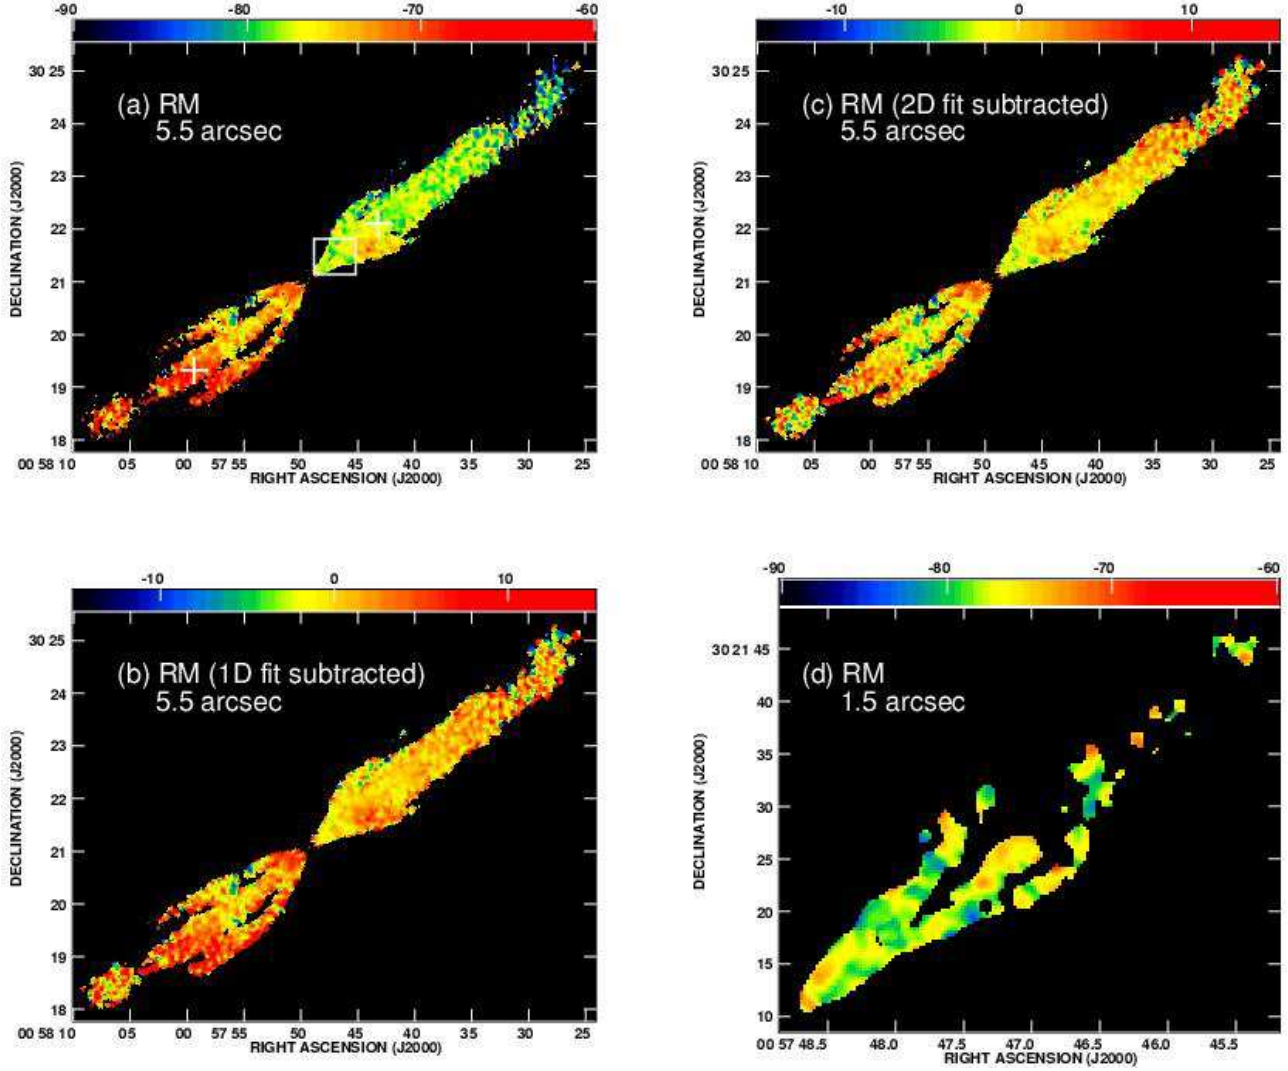 -90 -80 -70 -60
(a) RM
5.5 arcsec
DECLINATION (J2000)
30 25
24
23
22
21
20
19
18
00 58 10 05 00 57 55 50 45 40 35 30 25
RIGHT ASCENSION (J2000)
-10 0 10
(c) RM (2D fit subtracted)
5.5 arcsec
DECLINATION (J2000)
30 25
24
23
22
21
20
19
18
00 58 10 05 00 57 55 50 45 40 35 30 25
RIGHT ASCENSION (J2000)
-10 0 10
(b) RM (1D fit subtracted)
5.5 arcsec
DECLINATION (J2000)
30 25
24
23
22
21
20
19
18
00 58 10 05 00 57 55 50 45 40 35 30 25
RIGHT ASCENSION (J2000)
-90 -80 -70 -60
(d) RM
1.5 arcsec
DECLINATION (J2000)
30 21 45
40
35
30
25
20
15
10
00 57 48.5 48.0 47.5 47.0 46.5 46.0 45.5
RIGHT ASCENSION (J2000)